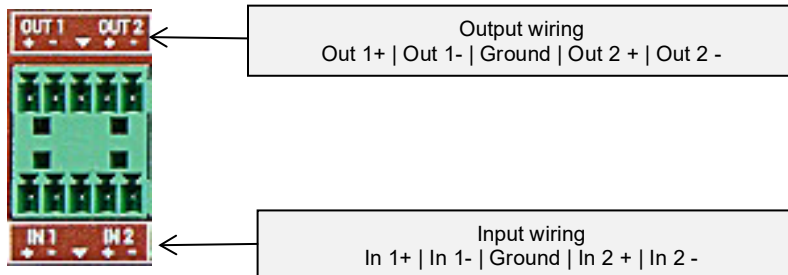 OUT 1 OUT 2
+ - ▼ + -
Output wiring
Out 1+ | Out 1- | Ground | Out 2 + | Out 2 -
IN 1 IN 2
+ - ▼ + -
Input wiring
In 1+ | In 1- | Ground | In 2 + | In 2 -